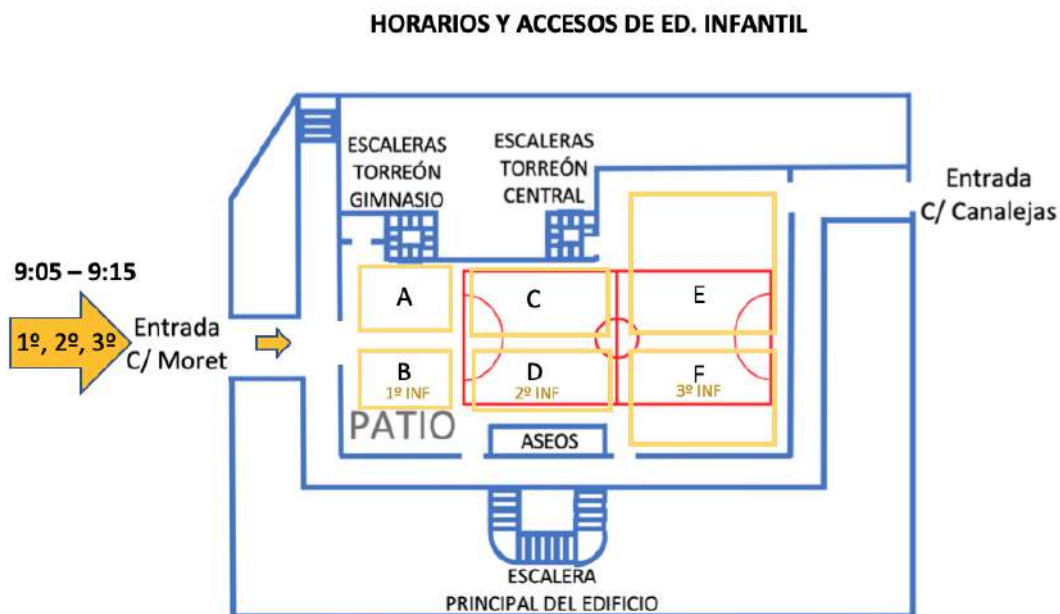 HORARIOS Y ACCESOS DE ED. INFANTIL
ESCALERAS
TORREÓN
GIMNASIO
ESCALERAS
TORREÓN
CENTRAL
Entrada
C/ Canalejas
9:05 – 9:15
1º, 2º, 3º
Entrada
C/ Moret
A
C
E
B
1º INF
D
2º INF
F
3º INF
PATIO
ASEOS
ESCALERA
PRINCIPAL DEL EDIFICIO